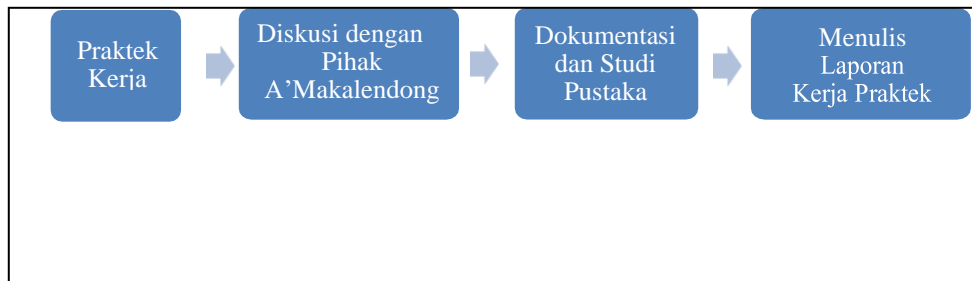 Praktek
Kerja
Diskusi dengan
Pihak
A’Makalendong
Dokumentasi
dan Studi
Pustaka
Menulis
Laporan
Kerja Praktek